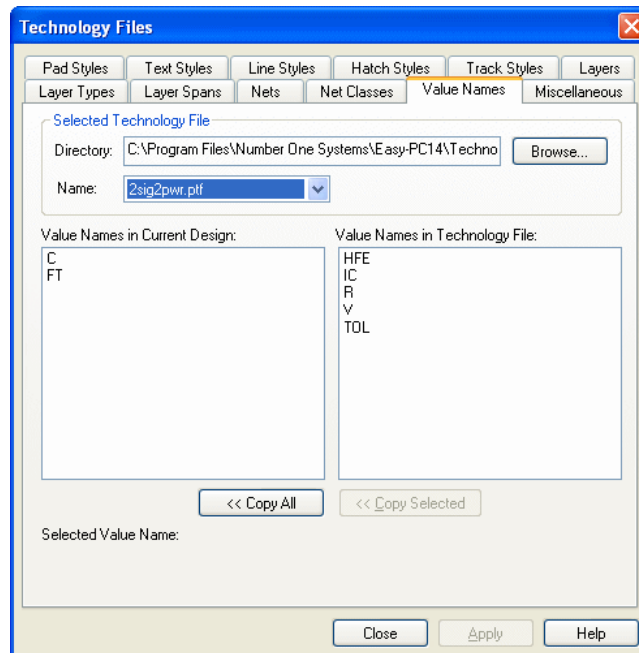 Technology Files
Pad Styles Text Styles Line Styles Hatch Styles Track Styles Layers
Layer Types Layer Spans Nets Net Classes Value Names Miscellaneous
Selected Technology File
Directory: C:\Program Files\Number One Systems\Easy-PC14\Techno Browse...
Name: 2sig2pwr.ptf
Value Names in Current Design: Value Names in Technology File:
C HFE
FT IC
R
V
TOL
<< Copy All << Copy Selected
Selected Value Name:
Close Apply Help